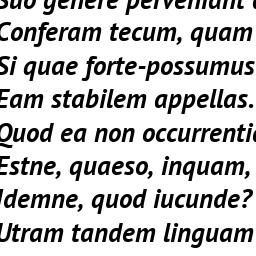 Suo genere perveniant
Conferam tecum, quam
Si quae forte-possumus
Eam stabilem appellas.
Quod ea non occurrentia
Estne, quaeso, inquam,
Idemne, quod iucunde?
Utram tandem linguam